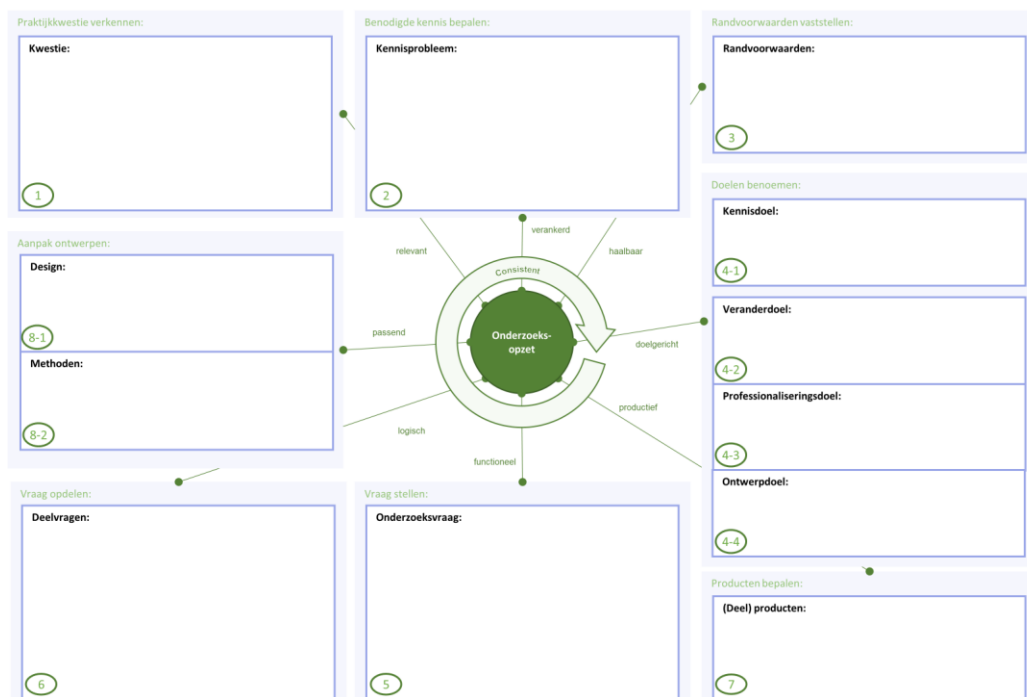 Praktijkkwestie verkennen:
Kwestie:
1
Benodigde kennis bepalen:
Kennisprobleem:
2
Randvoorwaarden vaststellen:
Randvoorwaarden:
3
Doelen benoemen:
Kennisdoel:
4-1
Veranderdoel:
4-2
Professionaliseringsdoel:
4-3
Ontwerpdoel:
4-4
Aanpak ontwerpen:
Design:
8-1
Methoden:
8-2
relevant
verankerd
haalbaar
Consistent
Onderzoeks-
opzet
passend
doelgericht
logisch
productief
functioneel
Vraag opdelen:
Deelvragen:
6
Vraag stellen:
Onderzoeksvraag:
5
Producten bepalen:
(Deel) producten:
7